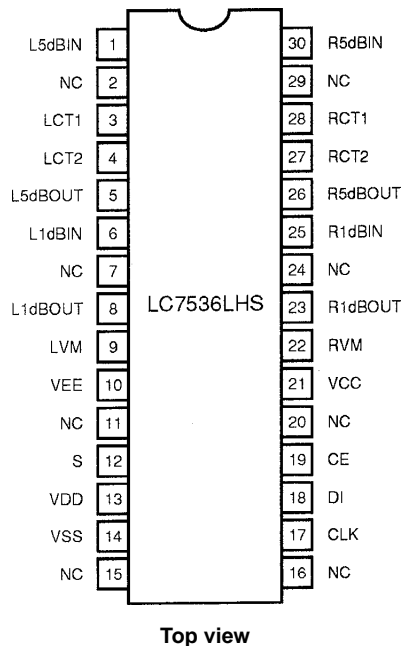 L5dBIN 1 30 R5dBIN
NC 2 29 NC
LCT1 3 28 RCT1
LCT2 4 27 RCT2
L5dBOUT 5 26 R5dBOUT
L1dBIN 6 25 R1dBIN
NC 7 24 NC
LC7536LHS
L1dBOUT 8 23 R1dBOUT
LVM 9 22 RVM
VEE 10 21 VCC
NC 11 20 NC
S 12 19 CE
VDD 13 18 DI
VSS 14 17 CLK
NC 15 16 NC
Top view